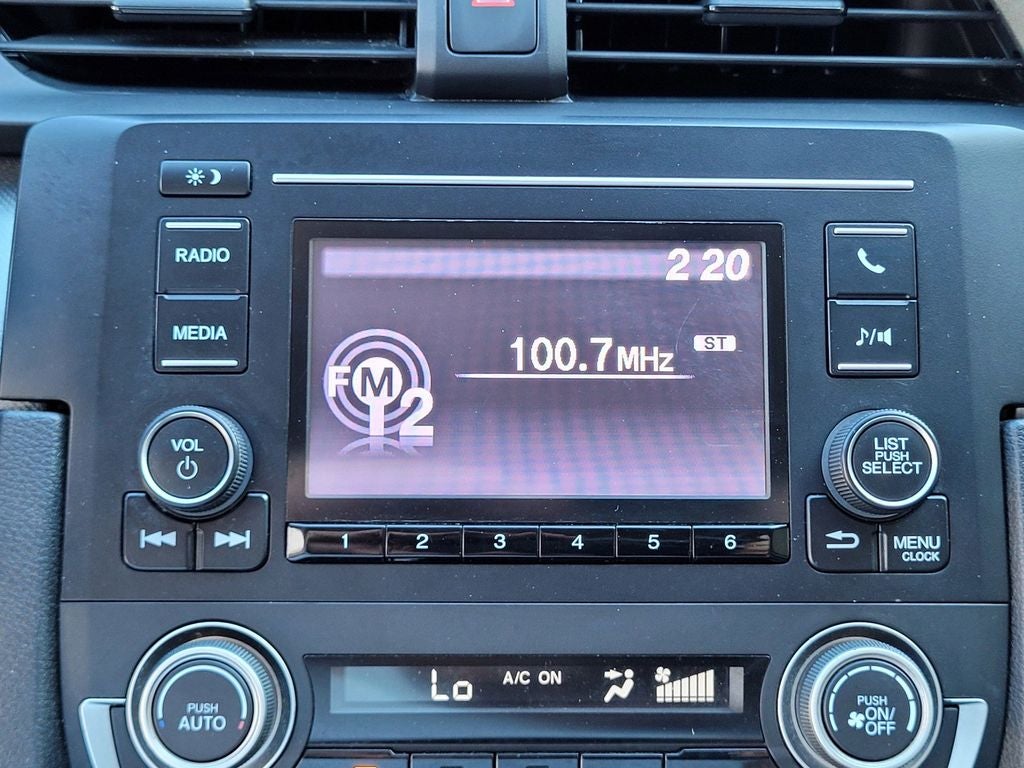 RADIO
MEDIA
VOL
2 20
100.7MHz
ST
FM
2
1 2 3 4 5 6
LIST
PUSH
SELECT
MENU
CLOCK
PUSH
AUTO
Lo
A/C ON
PUSH
ON/
OFF